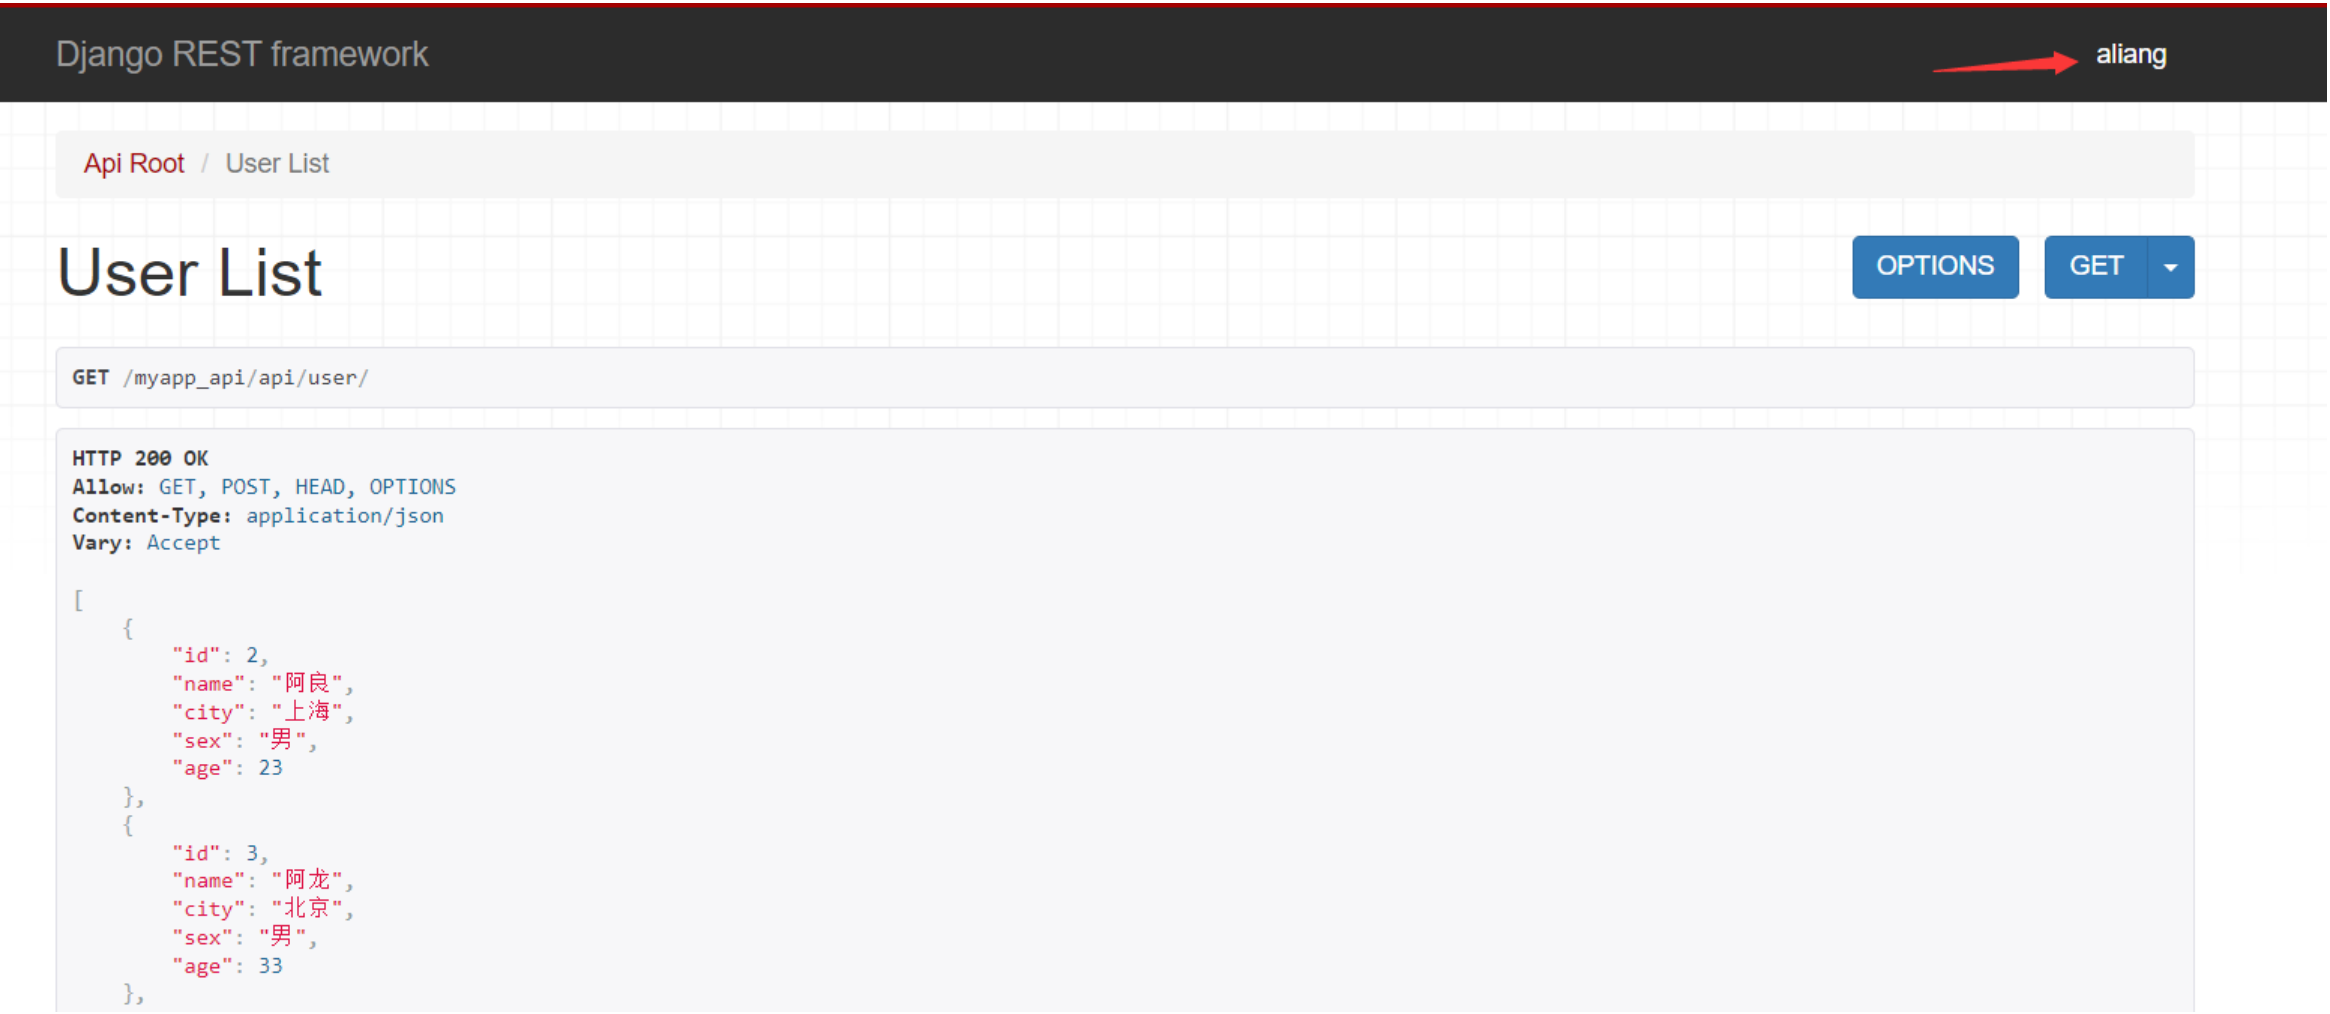 Django REST framework
aliang
Api Root / User List
User List
OPTIONS
GET
GET /myapp_api/api/user/
HTTP 200 OK
Allow: GET, POST, HEAD, OPTIONS
Content-Type: application/json
Vary: Accept
[
    {
        "id": 2,
        "name": "阿良",
        "city": "上海",
        "sex": "男",
        "age": 23
    },
    {
        "id": 3,
        "name": "阿龙",
        "city": "北京",
        "sex": "男",
        "age": 33
    },